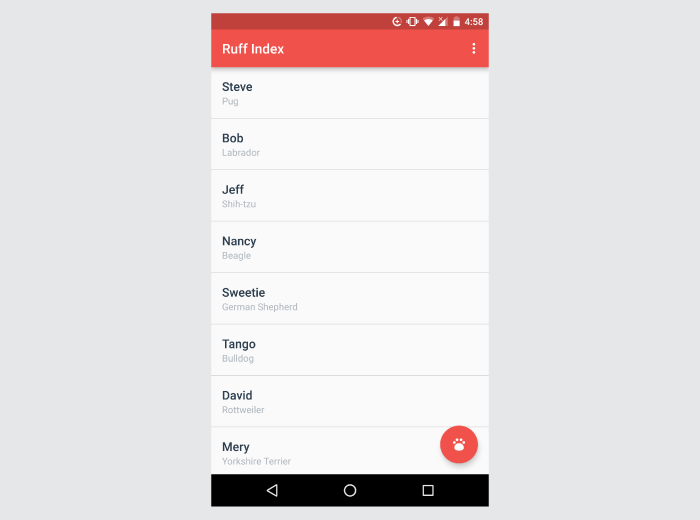 4:58
Ruff Index
Steve
Pug
Bob
Labrador
Jeff
Shih-tzu
Nancy
Beagle
Sweetie
German Shepherd
Tango
Bulldog
David
Rottweiler
Mery
Yorkshire Terrier